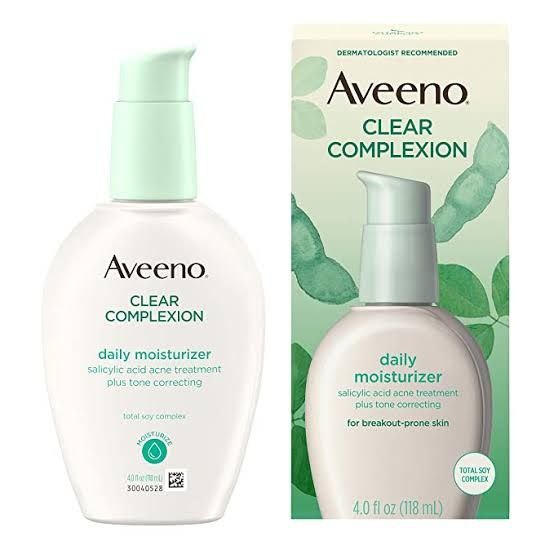 Aveeno®
CLEAR
COMPLEXION
daily moisturizer
salicylic acid acne treatment
plus tone correcting
total soy complex
MOISTURIZE
4.0 fl oz (118 mL)
30040528
DERMATOLOGIST RECOMMENDED
Aveeno®
CLEAR
COMPLEXION
daily
moisturizer
salicylic acid acne treatment
plus tone correcting
for breakout-prone skin
TOTAL SOY
COMPLEX
4.0 fl oz (118 mL)